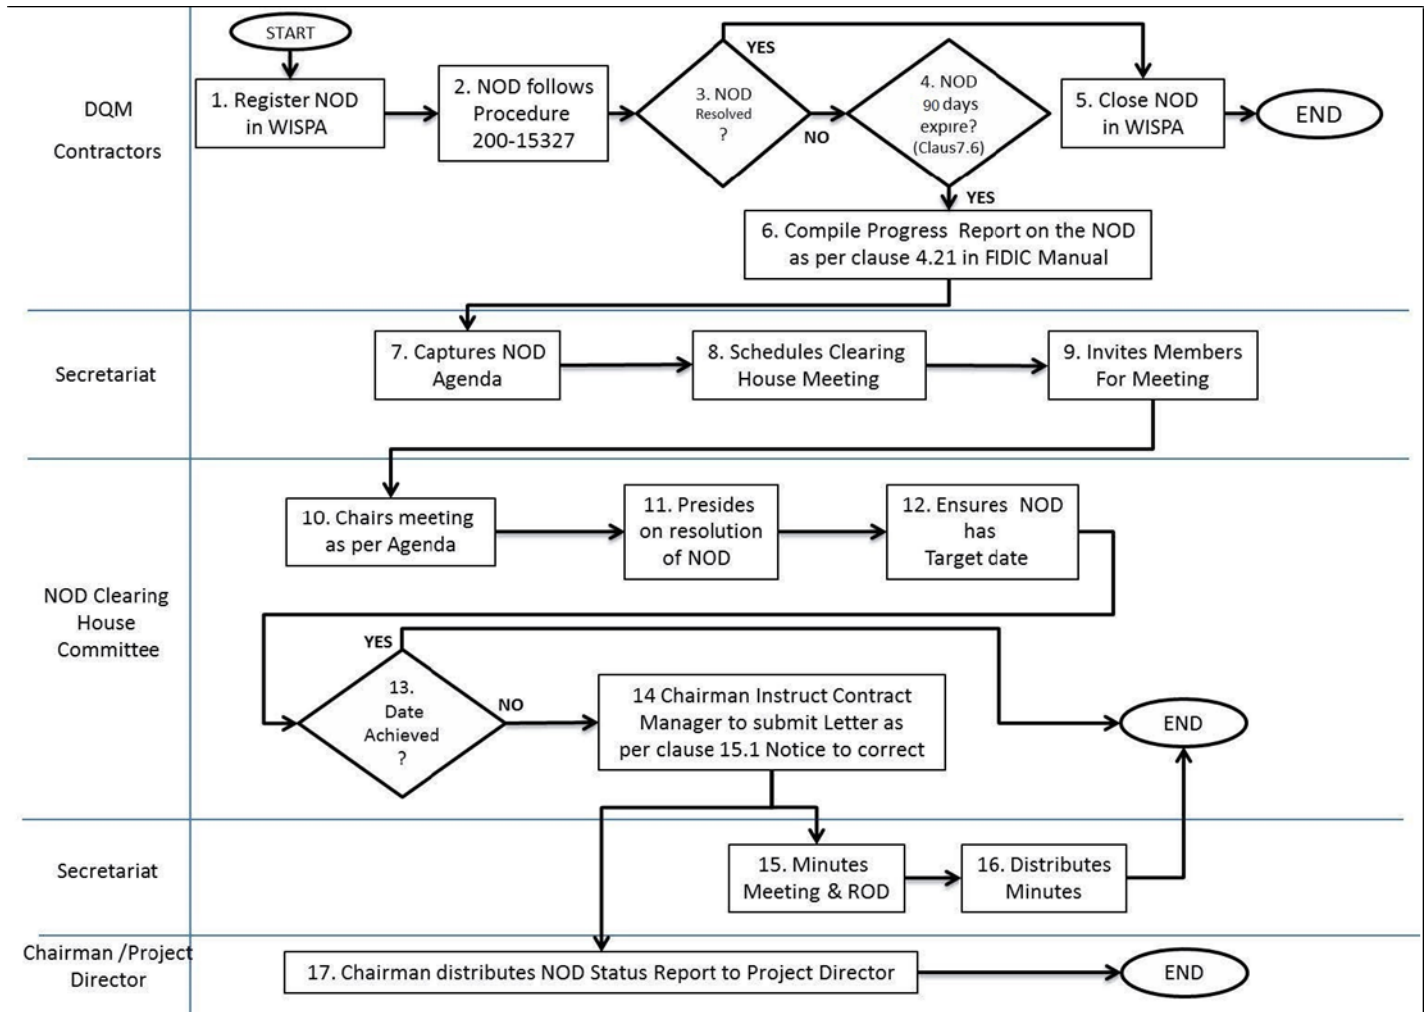 START
DQM
Contractors
1. Register NOD
in WISPA
2. NOD follows
Procedure
200-15327
3. NOD
Resolved
?
YES
NO
4. NOD
90 days
expire?
(Claus7.6)
YES
5. Close NOD
in WISPA
END
6. Compile Progress Report on the NOD
as per clause 4.21 in FIDIC Manual
Secretariat
7. Captures NOD
Agenda
8. Schedules Clearing
House Meeting
9. Invites Members
For Meeting
NOD Clearing
House
Committee
10. Chairs meeting
as per Agenda
11. Presides
on resolution
of NOD
12. Ensures NOD
has
Target date
13.
Date
Achieved
?
YES
NO
14 Chairman Instruct Contract
Manager to submit Letter as
per clause 15.1 Notice to correct
END
Secretariat
15. Minutes
Meeting & ROD
16. Distributes
Minutes
Chairman /Project
Director
17. Chairman distributes NOD Status Report to Project Director
END